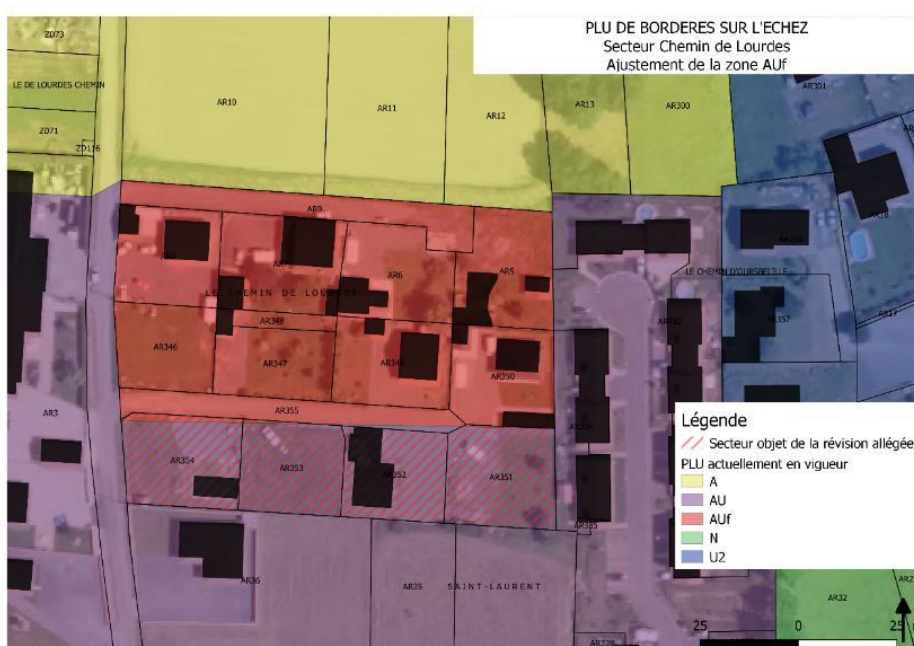 PLU DE BORDERES SUR L'ECHEZ
Secteur Chemin de Lourdes
Ajustement de la zone AUf
ZD73
LE DE LOURDES CHEMIN
AR10
AR11
AR12
AR13
AR300
AR301
ZD71
ZD116
AR9
AR6
AR5
LE CHEMIN DE LOURDES
LE CHEMIN D'OURSBELILLE
AR348
AR357
AR346
AR347
AR350
AR3
AR355
AR354
AR353
AR352
AR351
AR36
AR35
SAINT-LAURENT
AR32
Légende
Secteur objet de la révision allégée
PLU actuellement en vigueur
A
AU
AUf
N
U2
25 0 25